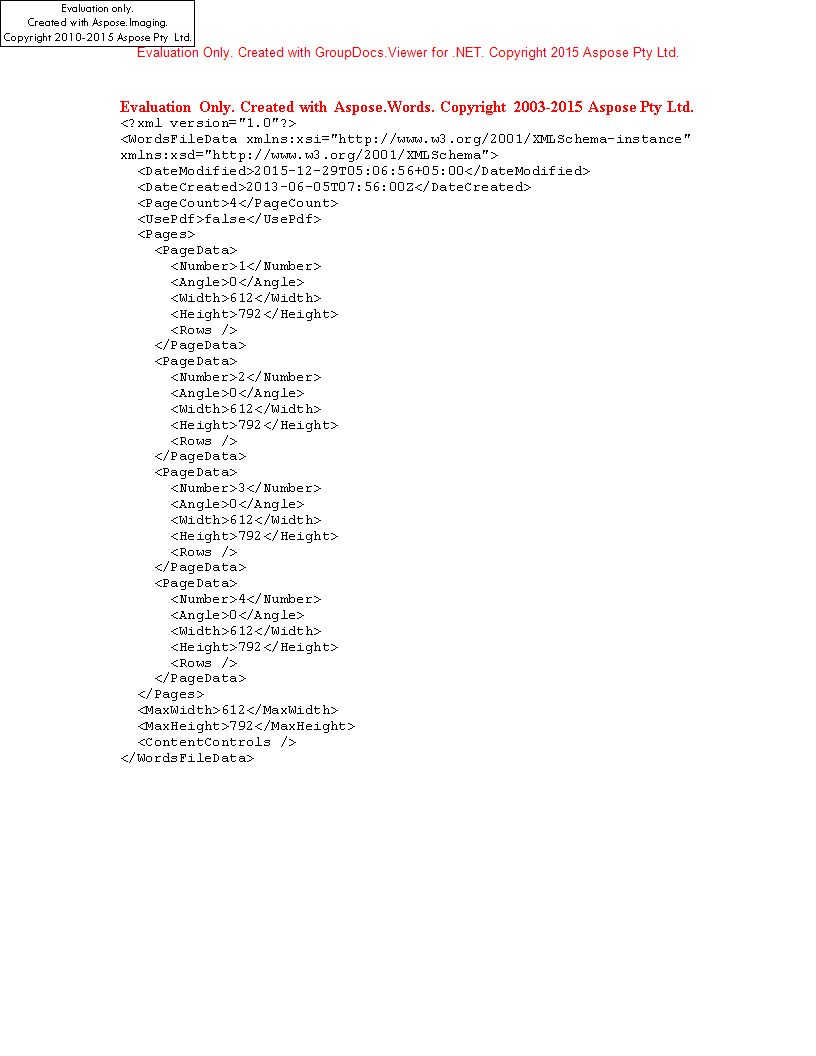 Evaluation only.
Created with Aspose.Imaging.
Copyright 2010-2015 Aspose Pty Ltd.
Evaluation Only. Created with GroupDocs.Viewer for .NET. Copyright 2015 Aspose Pty Ltd.
Evaluation Only. Created with Aspose.Words. Copyright 2003-2015 Aspose Pty Ltd.
<?xml version="1.0"?>
<WordsFileData xmlns:xsi="http://www.w3.org/2001/XMLSchema-instance"
xmlns:xsd="http://www.w3.org/2001/XMLSchema">
  <DateModified>2015-12-29T05:06:56+05:00</DateModified>
  <DateCreated>2013-06-05T07:56:00Z</DateCreated>
  <PageCount>4</PageCount>
  <UsePdf>false</UsePdf>
  <Pages>
    <PageData>
      <Number>1</Number>
      <Angle>0</Angle>
      <Width>612</Width>
      <Height>792</Height>
      <Rows />
    </PageData>
    <PageData>
      <Number>2</Number>
      <Angle>0</Angle>
      <Width>612</Width>
      <Height>792</Height>
      <Rows />
    </PageData>
    <PageData>
      <Number>3</Number>
      <Angle>0</Angle>
      <Width>612</Width>
      <Height>792</Height>
      <Rows />
    </PageData>
    <PageData>
      <Number>4</Number>
      <Angle>0</Angle>
      <Width>612</Width>
      <Height>792</Height>
      <Rows />
    </PageData>
  </Pages>
  <MaxWidth>612</MaxWidth>
  <MaxHeight>792</MaxHeight>
  <ContentControls />
</WordsFileData>